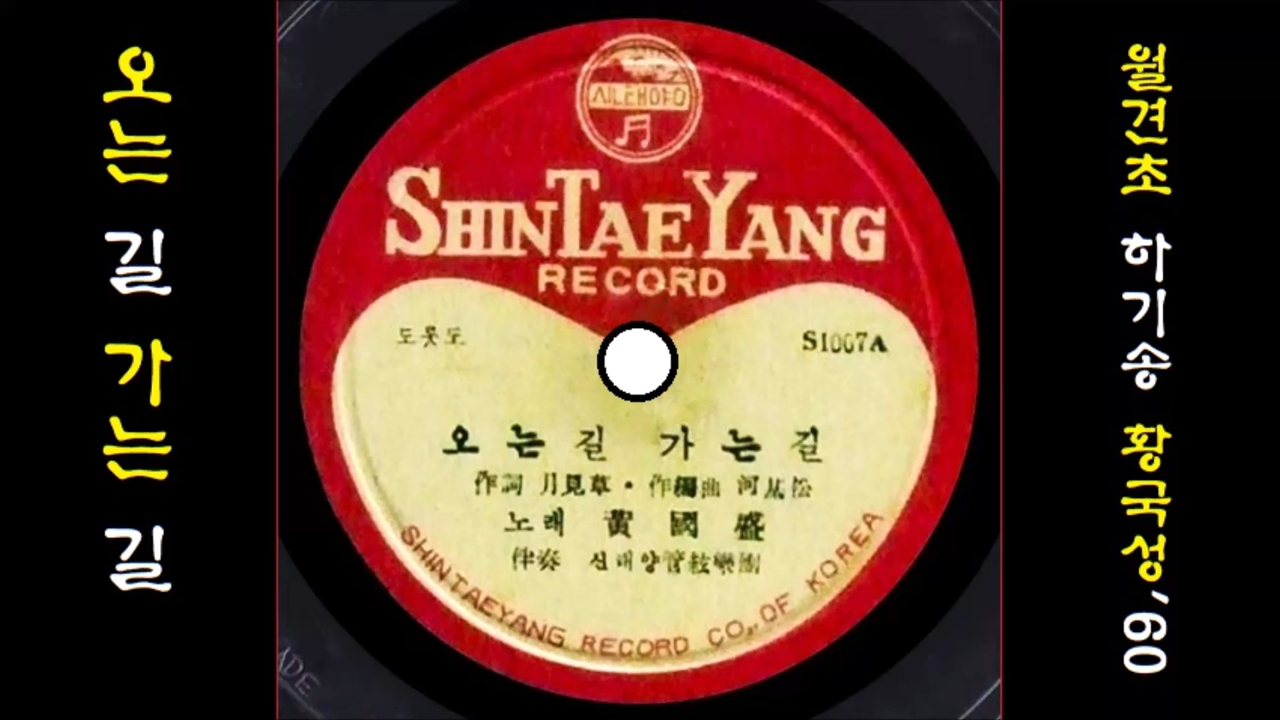 오는 길 가는 길
SHINTAEYANG
RECORD
도롯도
S1007A
오는길 가는길
作詞 月見草 • 作編曲 河基松
노래 黃國盛
伴奏 신태양管絃樂團
SHINTAEYANG RECORD CO., OF KOREA
ADE
월견초 하기송 황국성,'60